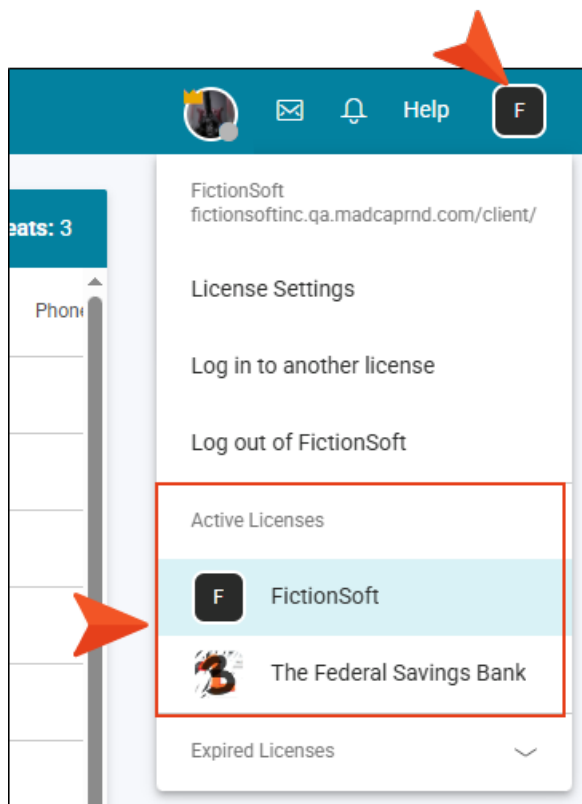 Help
F
FictionSoft
fictionsoftinc.qa.madcaprnd.com/client/
eats: 3
License Settings
Phone
Log in to another license
Log out of FictionSoft
Active Licenses
F FictionSoft
3 The Federal Savings Bank
Expired Licenses